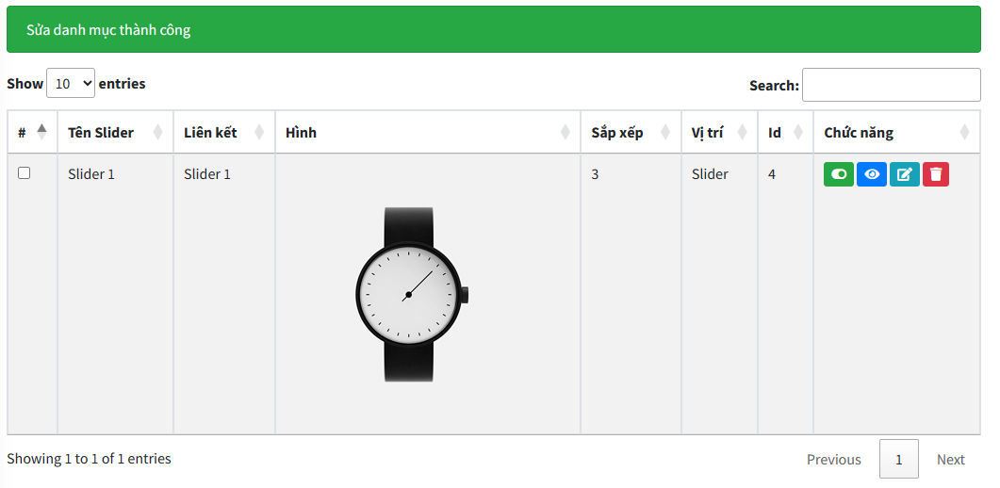 Sửa danh mục thành công
Show 10 entries Search:
# Tên Slider Liên kết Hình Sắp xếp Vị trí Id Chức năng
Slider 1 Slider 1 3 Slider 4
Showing 1 to 1 of 1 entries Previous 1 Next